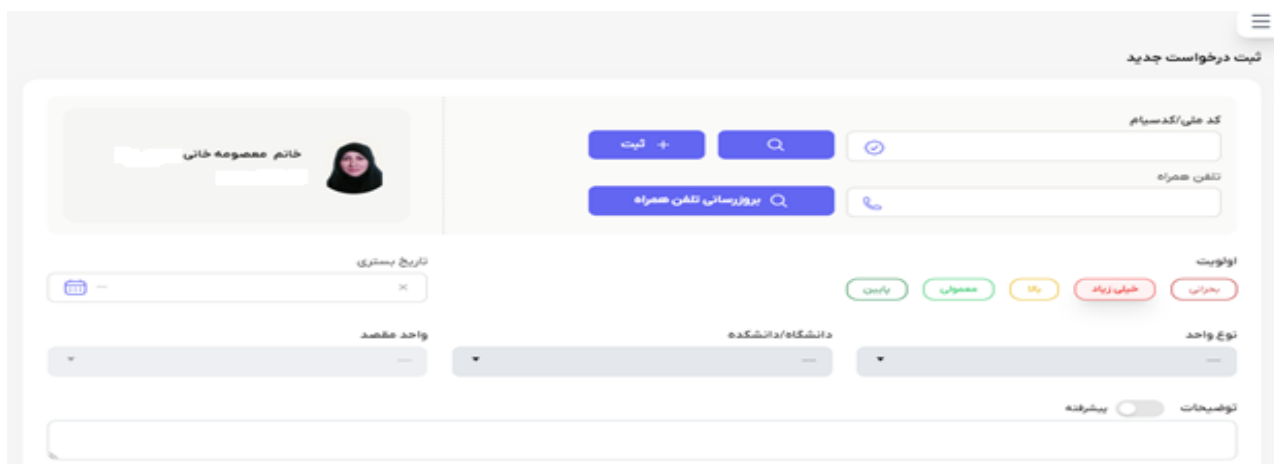 ثبت درخواست جدید
کد ملی/کدسپام
+ ثبت
تلفن همراه
بروزرسانی تلفن همراه
خانم معصومه خانی
اولویت
بحرانی خیلی زیاد بالا معمولی پایین
تاریخ بستری
نوع واحد
دانشگاه/دانشکده
واحد مقصد
توضیحات پیشرفته